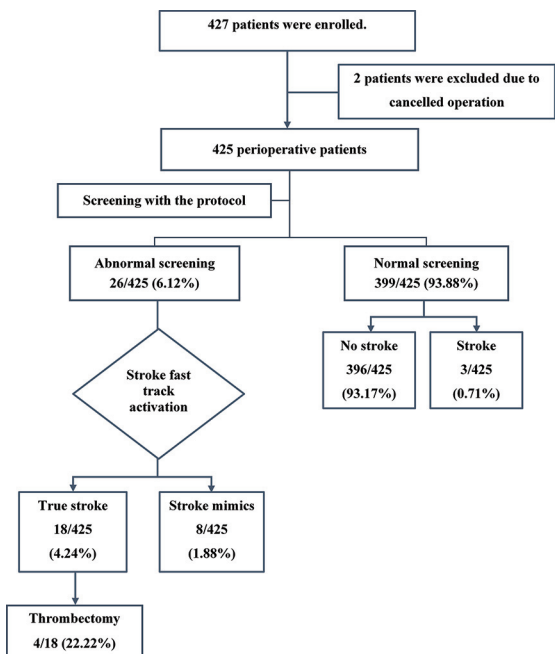 427 patients were enrolled.
2 patients were excluded due to
cancelled operation
425 perioperative patients
Screening with the protocol
Abnormal screening
26/425 (6.12%)
Normal screening
399/425 (93.88%)
No stroke
396/425
(93.17%)
Stroke
3/425
(0.71%)
Stroke fast
track
activation
True stroke
18/425
(4.24%)
Stroke mimics
8/425
(1.88%)
Thrombectomy
4/18 (22.22%)